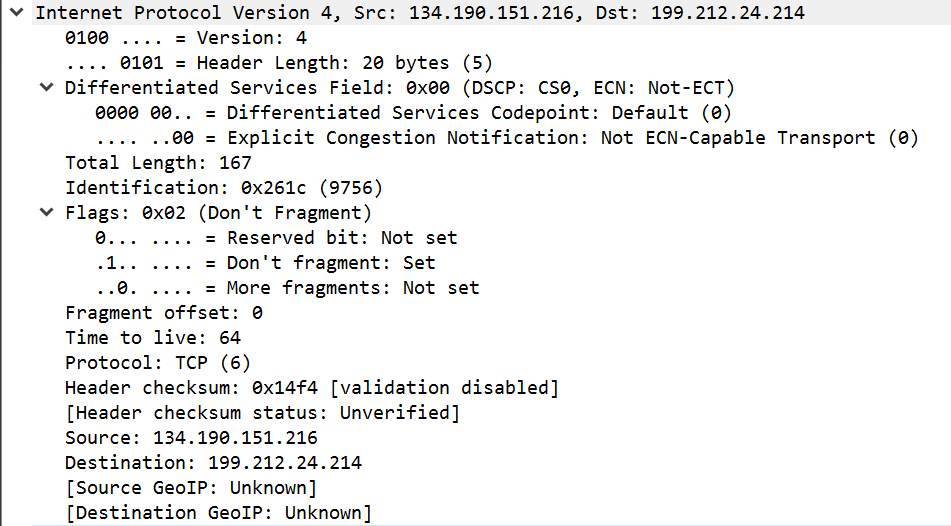 Internet Protocol Version 4, Src: 134.190.151.216, Dst: 199.212.24.214
0100 .... = Version: 4
.... 0101 = Header Length: 20 bytes (5)
Differentiated Services Field: 0x00 (DSCP: CS0, ECN: Not-ECT)
0000 00.. = Differentiated Services Codepoint: Default (0)
.... ..00 = Explicit Congestion Notification: Not ECN-Capable Transport (0)
Total Length: 167
Identification: 0x261c (9756)
Flags: 0x02 (Don't Fragment)
0... .... = Reserved bit: Not set
.1.. .... = Don't fragment: Set
..0. .... = More fragments: Not set
Fragment offset: 0
Time to live: 64
Protocol: TCP (6)
Header checksum: 0x14f4 [validation disabled]
[Header checksum status: Unverified]
Source: 134.190.151.216
Destination: 199.212.24.214
[Source GeoIP: Unknown]
[Destination GeoIP: Unknown]